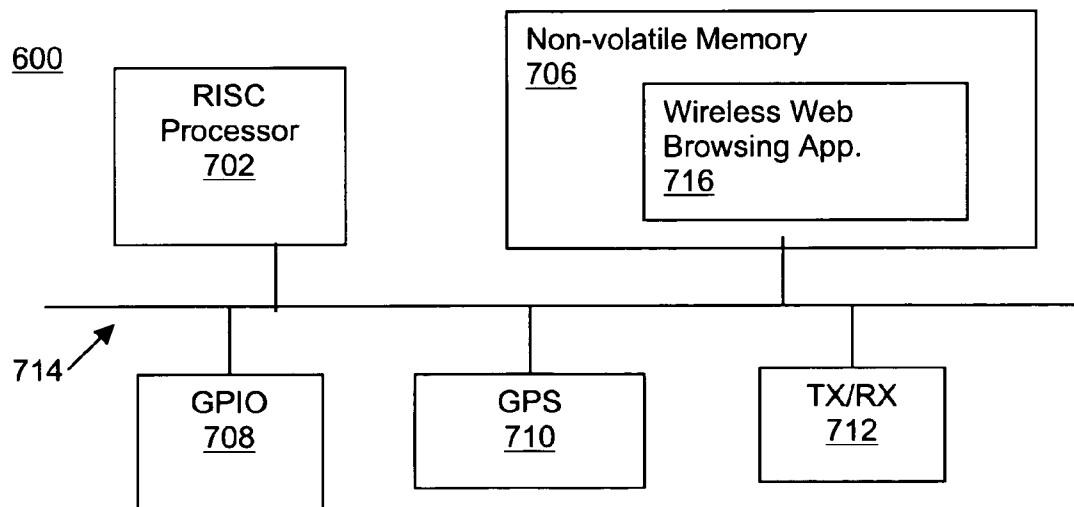 600
RISC
Processor
702
Non-volatile Memory
706
Wireless Web
Browsing App.
716
714
GPIO
708
GPS
710
TX/RX
712